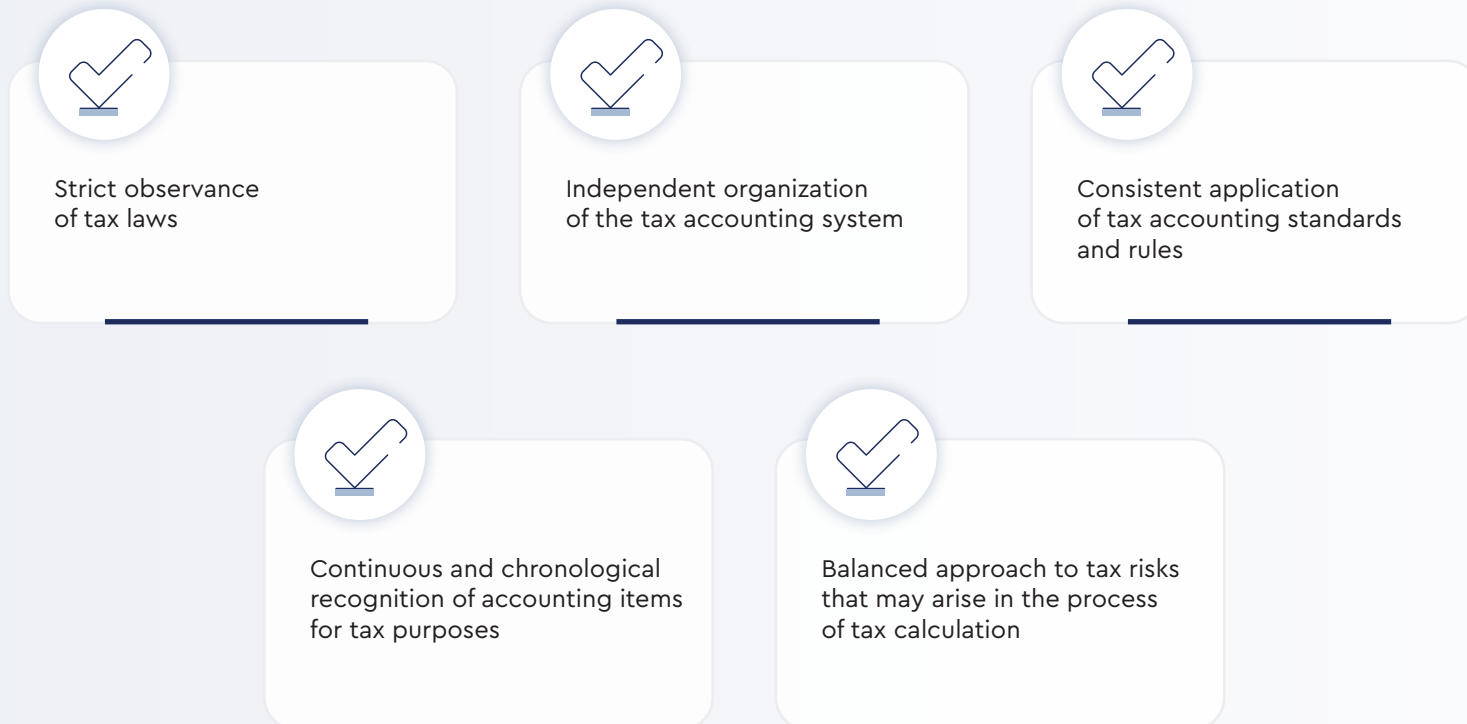 Strict observance
of tax laws
Independent organization
of the tax accounting system
Consistent application
of tax accounting standards
and rules
Continuous and chronological
recognition of accounting items
for tax purposes
Balanced approach to tax risks
that may arise in the process
of tax calculation